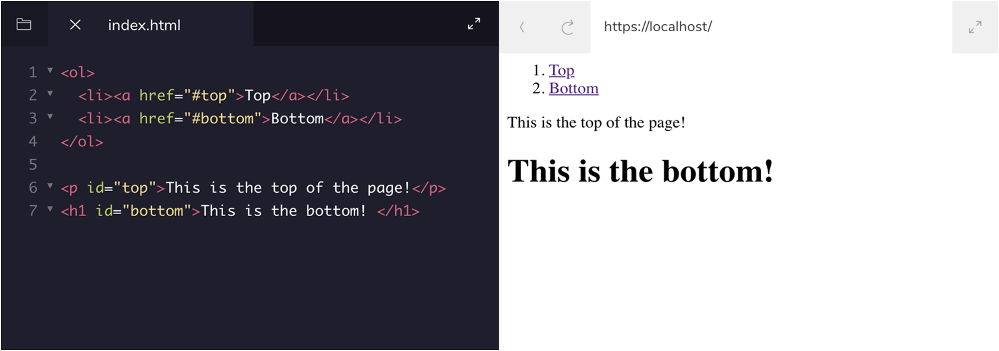 index.html
1 <ol>
2 <li><a href="#top">Top</a></li>
3 <li><a href="#bottom">Bottom</a></li>
4 </ol>
5
6 <p id="top">This is the top of the page!</p>
7 <h1 id="bottom">This is the bottom! </h1>
https://localhost/
1. Top
2. Bottom
This is the top of the page!
This is the bottom!